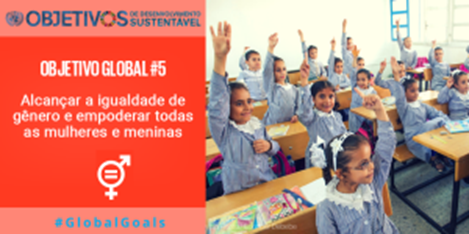 OBJETIVOS DE DESENVOLVIMENTO SUSTENTÁVEL
OBJETIVO GLOBAL #5
Alcançar a igualdade de
gênero e empoderar todas
as mulheres e meninas
#GlobalGoals